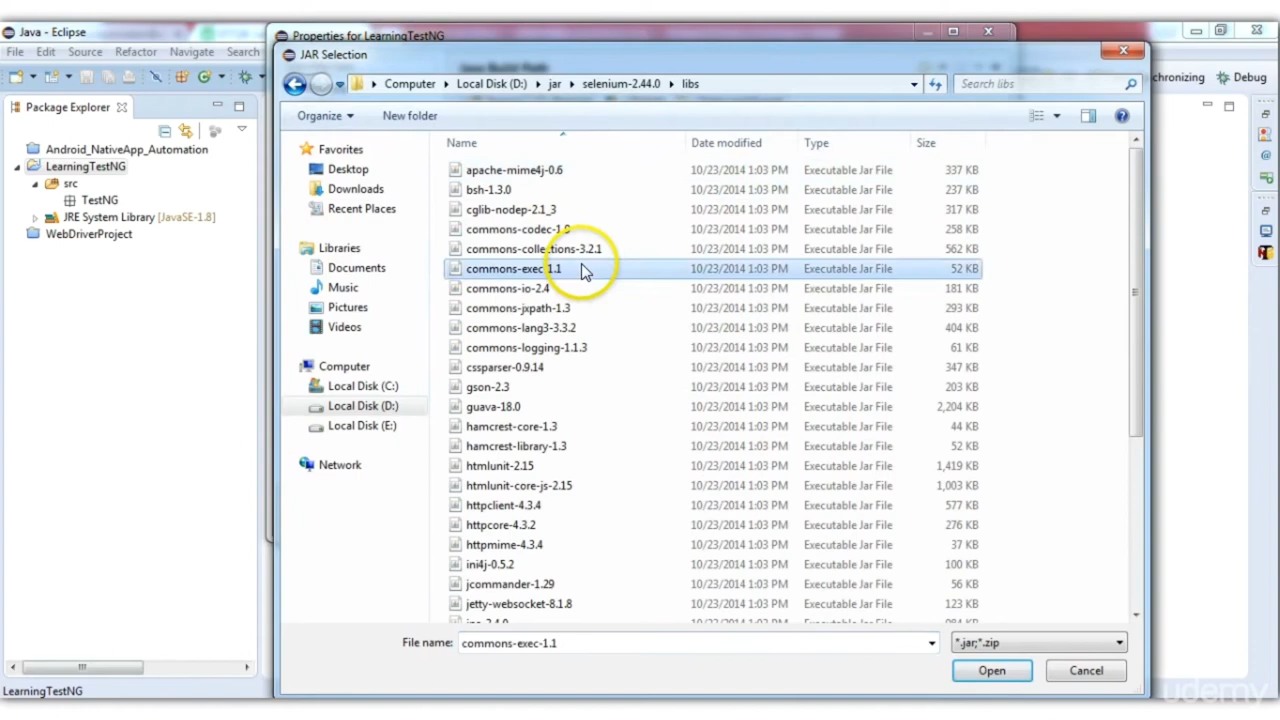 Java - Eclipse
Properties for LearningTestNG
File Edit Source Refactor Navigate Search
JAR Selection
Java Build Path
Computer Local Disk (D:) jar selenium-2.44.0 libs
Search libs
chronizing Debug
Package Explorer
Organize New folder
Android_NativeApp_Automation
LearningTestNG
src
TestNG
JRE System Library [JavaSE-1.8]
WebDriverProject
Favorites
Desktop
Downloads
Recent Places
Libraries
Documents
Music
Pictures
Videos
Computer
Local Disk (C:)
Local Disk (D:)
Local Disk (E:)
Network
Name Date modified Type Size
apache-mime4j-0.6 10/23/2014 1:03 PM Executable Jar File 337 KB
bsh-1.3.0 10/23/2014 1:03 PM Executable Jar File 237 KB
cglib-nodep-2.1_3 10/23/2014 1:03 PM Executable Jar File 317 KB
commons-codec-1.9 10/23/2014 1:03 PM Executable Jar File 258 KB
commons-collections-3.2.1 10/23/2014 1:03 PM Executable Jar File 562 KB
commons-exec-1.1 10/23/2014 1:03 PM Executable Jar File 52 KB
commons-io-2.4 10/23/2014 1:03 PM Executable Jar File 181 KB
commons-jxpath-1.3 10/23/2014 1:03 PM Executable Jar File 293 KB
commons-lang3-3.3.2 10/23/2014 1:03 PM Executable Jar File 404 KB
commons-logging-1.1.3 10/23/2014 1:03 PM Executable Jar File 61 KB
cssparser-0.9.14 10/23/2014 1:03 PM Executable Jar File 347 KB
gson-2.3 10/23/2014 1:03 PM Executable Jar File 203 KB
guava-18.0 10/23/2014 1:03 PM Executable Jar File 2,204 KB
hamcrest-core-1.3 10/23/2014 1:03 PM Executable Jar File 44 KB
hamcrest-library-1.3 10/23/2014 1:03 PM Executable Jar File 52 KB
htmlunit-2.15 10/23/2014 1:03 PM Executable Jar File 1,419 KB
htmlunit-core-js-2.15 10/23/2014 1:03 PM Executable Jar File 1,003 KB
httpclient-4.3.4 10/23/2014 1:03 PM Executable Jar File 577 KB
httpcore-4.3.2 10/23/2014 1:03 PM Executable Jar File 276 KB
httpmime-4.3.4 10/23/2014 1:03 PM Executable Jar File 37 KB
ini4j-0.5.2 10/23/2014 1:03 PM Executable Jar File 100 KB
jcommander-1.29 10/23/2014 1:03 PM Executable Jar File 56 KB
jetty-websocket-8.1.8 10/23/2014 1:03 PM Executable Jar File 123 KB
File name: commons-exec-1.1 *.jar;*.zip
Open Cancel
LearningTestNG
udemy